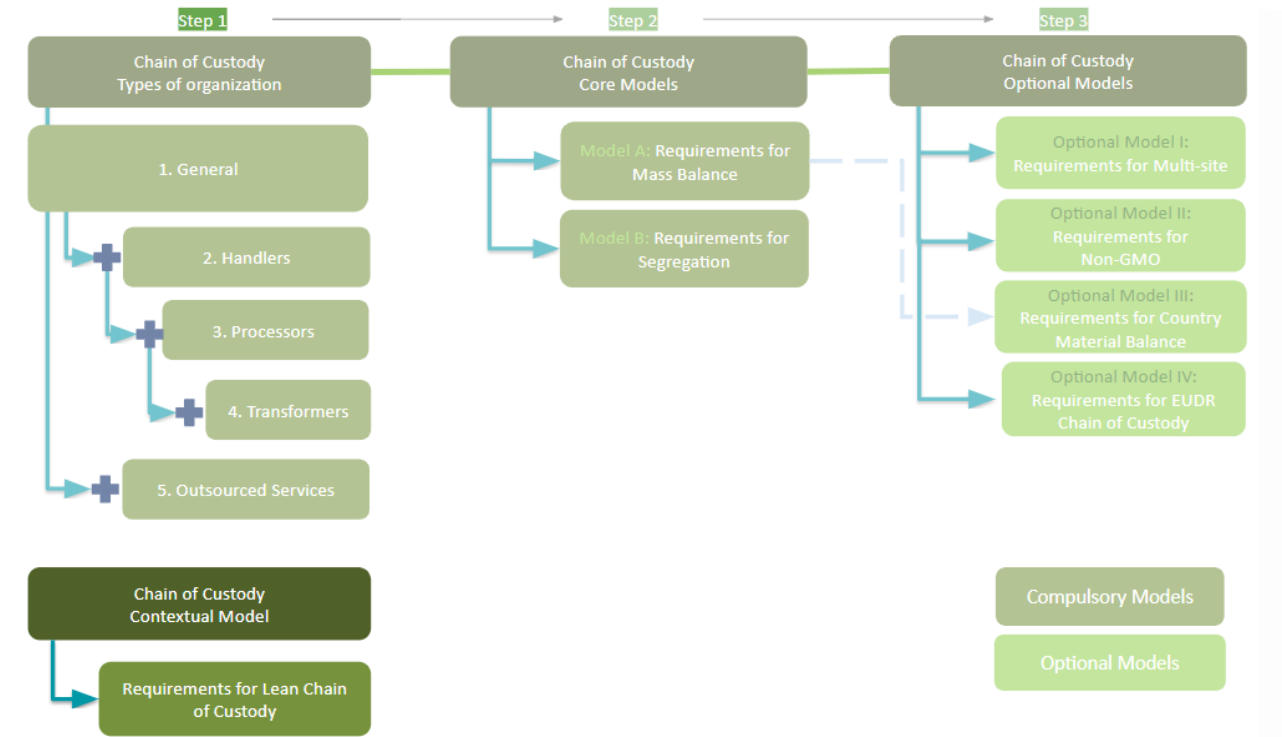 Step 1
Step 2
Step 3
Chain of Custody
Types of organization
1. General
2. Handlers
3. Processors
4. Transformers
5. Outsourced Services
Chain of Custody
Core Models
Model A: Requirements for
Mass Balance
Model B: Requirements for
Segregation
Chain of Custody
Optional Models
Optional Model I:
Requirements for Multi-site
Optional Model II:
Requirements for
Non-GMO
Optional Model III:
Requirements for Country
Material Balance
Optional Model IV:
Requirements for EUDR
Chain of Custody
Chain of Custody
Contextual Model
Requirements for Lean Chain
of Custody
Compulsory Models
Optional Models